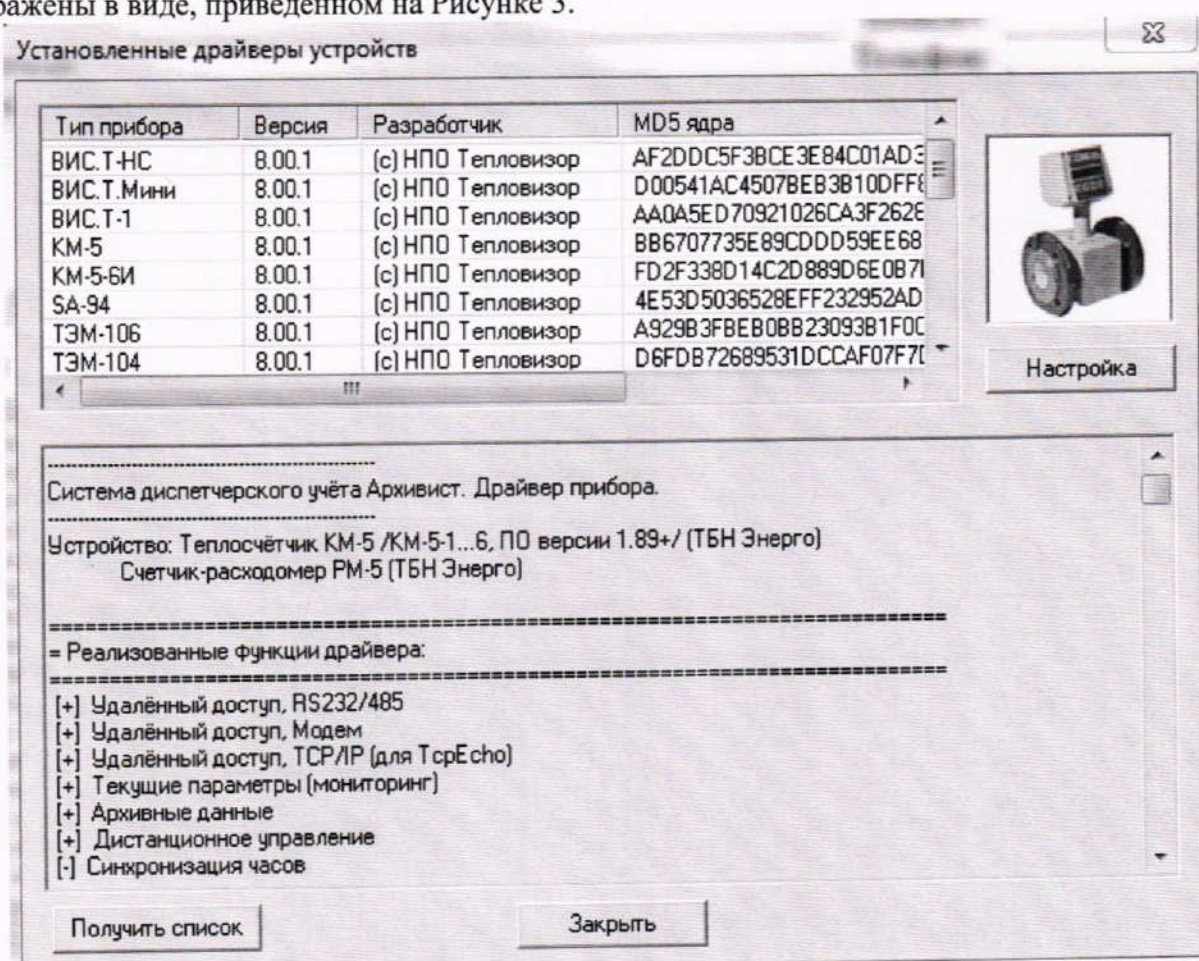 ражены в виде, приведенном на Рисунке 3.
Установленные драйверы устройств
Тип прибора Версия Разработчик MD5 ядра
ВИС.Т-НС 8.00.1 (c) НПО Тепловизор AF2DDC5F3BCE3E84C01AD3
ВИС.Т.Мини 8.00.1 (c) НПО Тепловизор D00541AC4507BEB3B10DFF8
ВИС.Т-1 8.00.1 (c) НПО Тепловизор AA0A5ED70921026CA3F262E
КМ-5 8.00.1 (c) НПО Тепловизор BB6707735E89CDDD59EE68
КМ-5-6И 8.00.1 (c) НПО Тепловизор FD2F338D14C2D889D6E0B7
SA-94 8.00.1 (c) НПО Тепловизор 4E53D5036528EFF232952AD
ТЭМ-106 8.00.1 (c) НПО Тепловизор A929B3FBEB0BB23093B1F0C
ТЭМ-104 8.00.1 (c) НПО Тепловизор D6FDB72689531DCCAF07F7
Настройка
Система диспетчерского учёта Архивист. Драйвер прибора.
Устройство: Теплосчётчик КМ-5 /КМ-5-1...6, ПО версии 1.89+/ (ТБН Энерго)
Счетчик-расходомер РМ-5 (ТБН Энерго)
= Реализованные функции драйвера:
[+] Удалённый доступ, RS232/485
[+] Удалённый доступ, Модем
[+] Удалённый доступ, TCP/IP (для TcpEcho)
[+] Текущие параметры (мониторинг)
[+] Архивные данные
[+] Дистанционное управление
[-] Синхронизация часов
Получить список
Закрыть